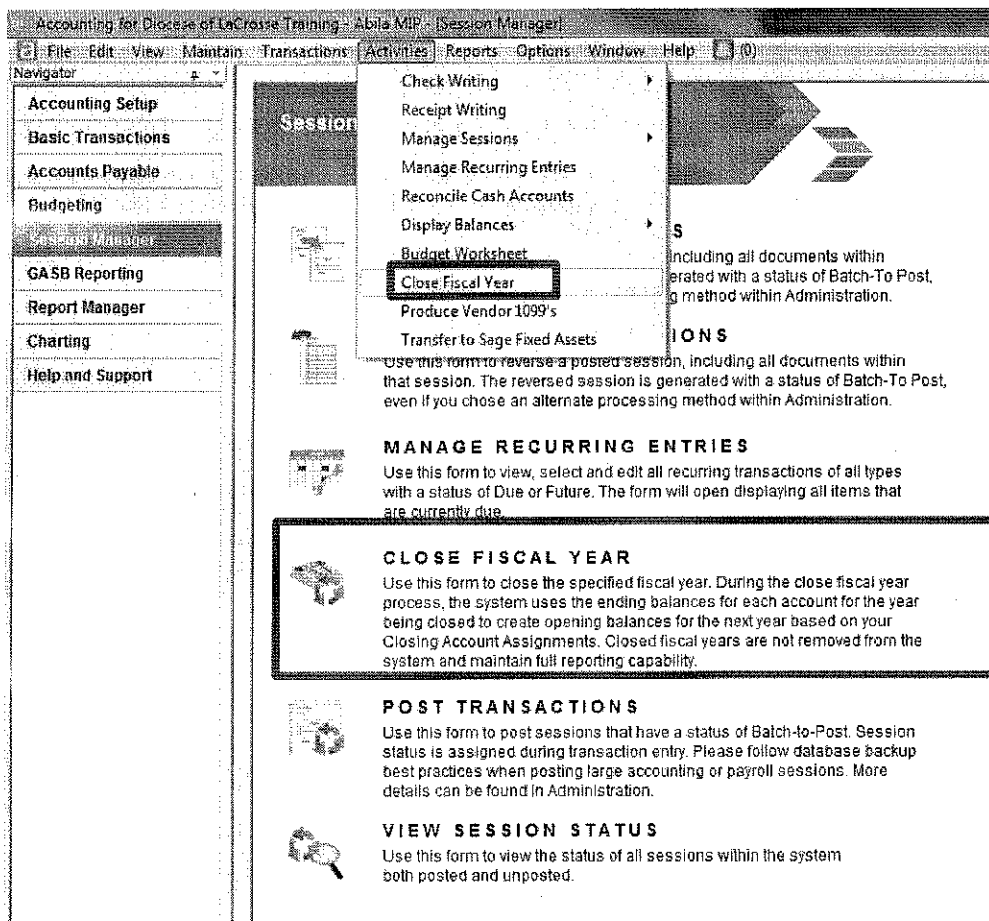 Accounting for Diocese of LaCrosse Training - Abila MIP - [Session Manager]
File Edit View Maintain Transactions Activities Reports Options Window Help (0)
Navigator
Accounting Setup
Basic Transactions
Accounts Payable
Budgeting
Session Manager
GASB Reporting
Report Manager
Charting
Help and Support
Session
Check Writing
Receipt Writing
Manage Sessions
Manage Recurring Entries
Reconcile Cash Accounts
Display Balances
Budget Worksheet
Close Fiscal Year
Produce Vendor 1099's
Transfer to Sage Fixed Assets
S
including all documents within
erated with a status of Batch-To Post,
g method within Administration.
IONS
Use this form to reverse a posted session, including all documents within
that session. The reversed session is generated with a status of Batch-To Post,
even if you chose an alternate processing method within Administration.
MANAGE RECURRING ENTRIES
Use this form to view, select and edit all recurring transactions of all types
with a status of Due or Future. The form will open displaying all items that
are currently due.
CLOSE FISCAL YEAR
Use this form to close the specified fiscal year. During the close fiscal year
process, the system uses the ending balances for each account for the year
being closed to create opening balances for the next year based on your
Closing Account Assignments. Closed fiscal years are not removed from the
system and maintain full reporting capability.
POST TRANSACTIONS
Use this form to post sessions that have a status of Batch-to-Post. Session
status is assigned during transaction entry. Please follow database backup
best practices when posting large accounting or payroll sessions. More
details can be found in Administration.
VIEW SESSION STATUS
Use this form to view the status of all sessions within the system
both posted and unposted.